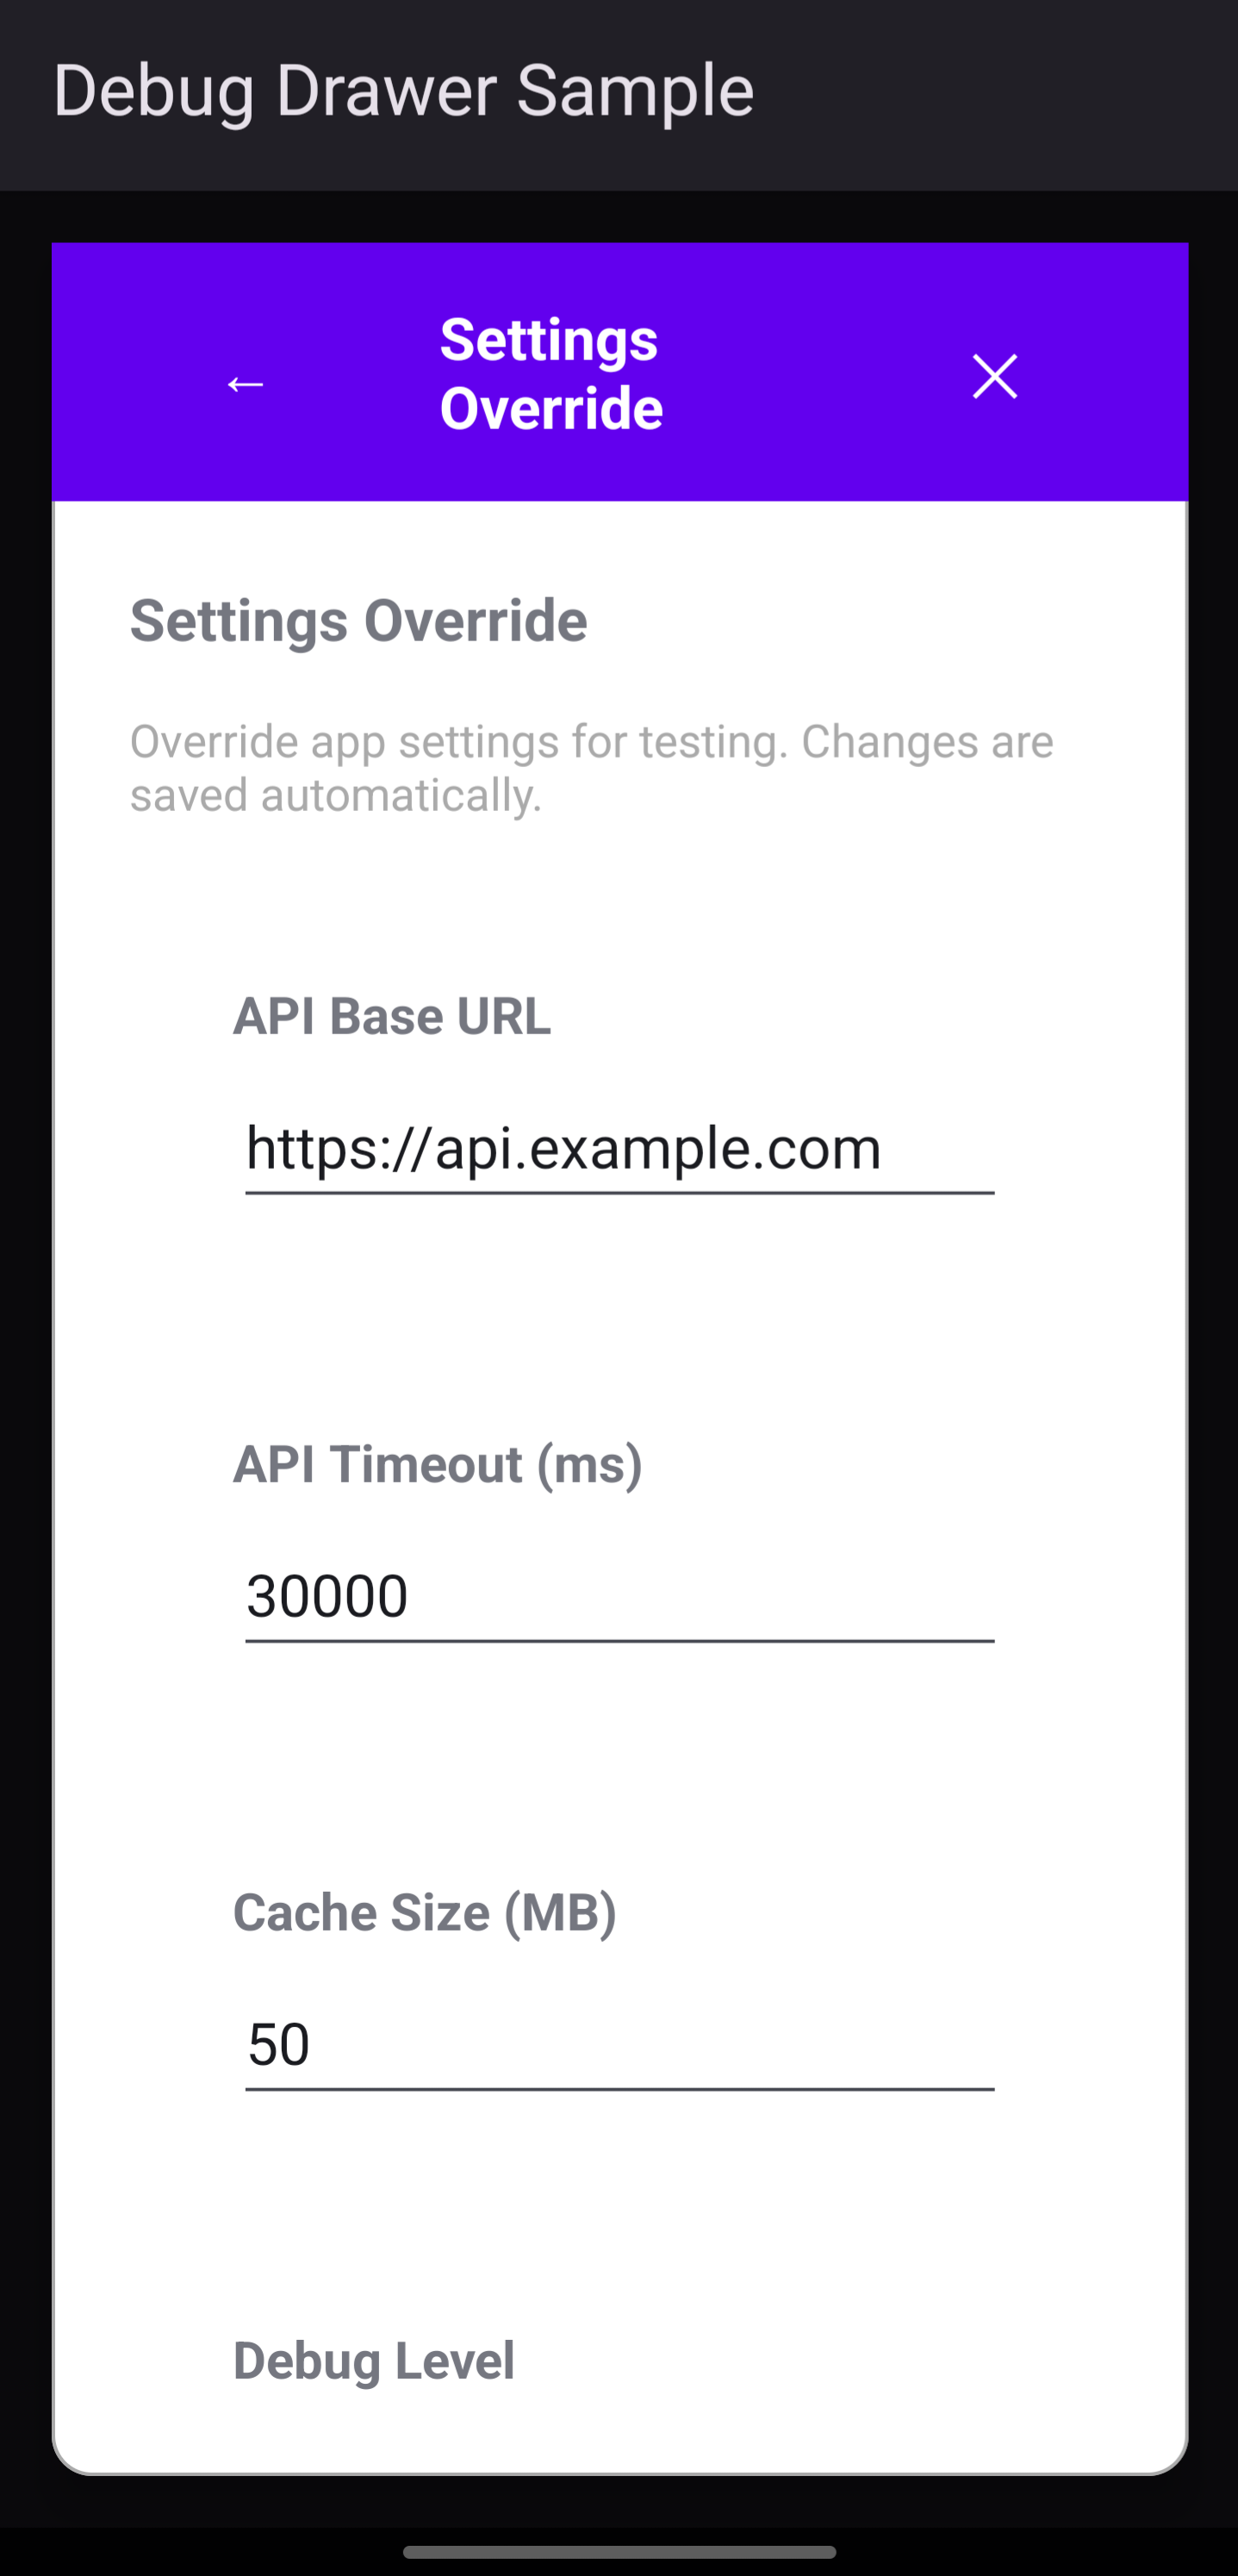 Debug Drawer Sample
←
Settings
Override
Settings Override
Override app settings for testing. Changes are
saved automatically.
API Base URL
https://api.example.com
API Timeout (ms)
30000
Cache Size (MB)
50
Debug Level